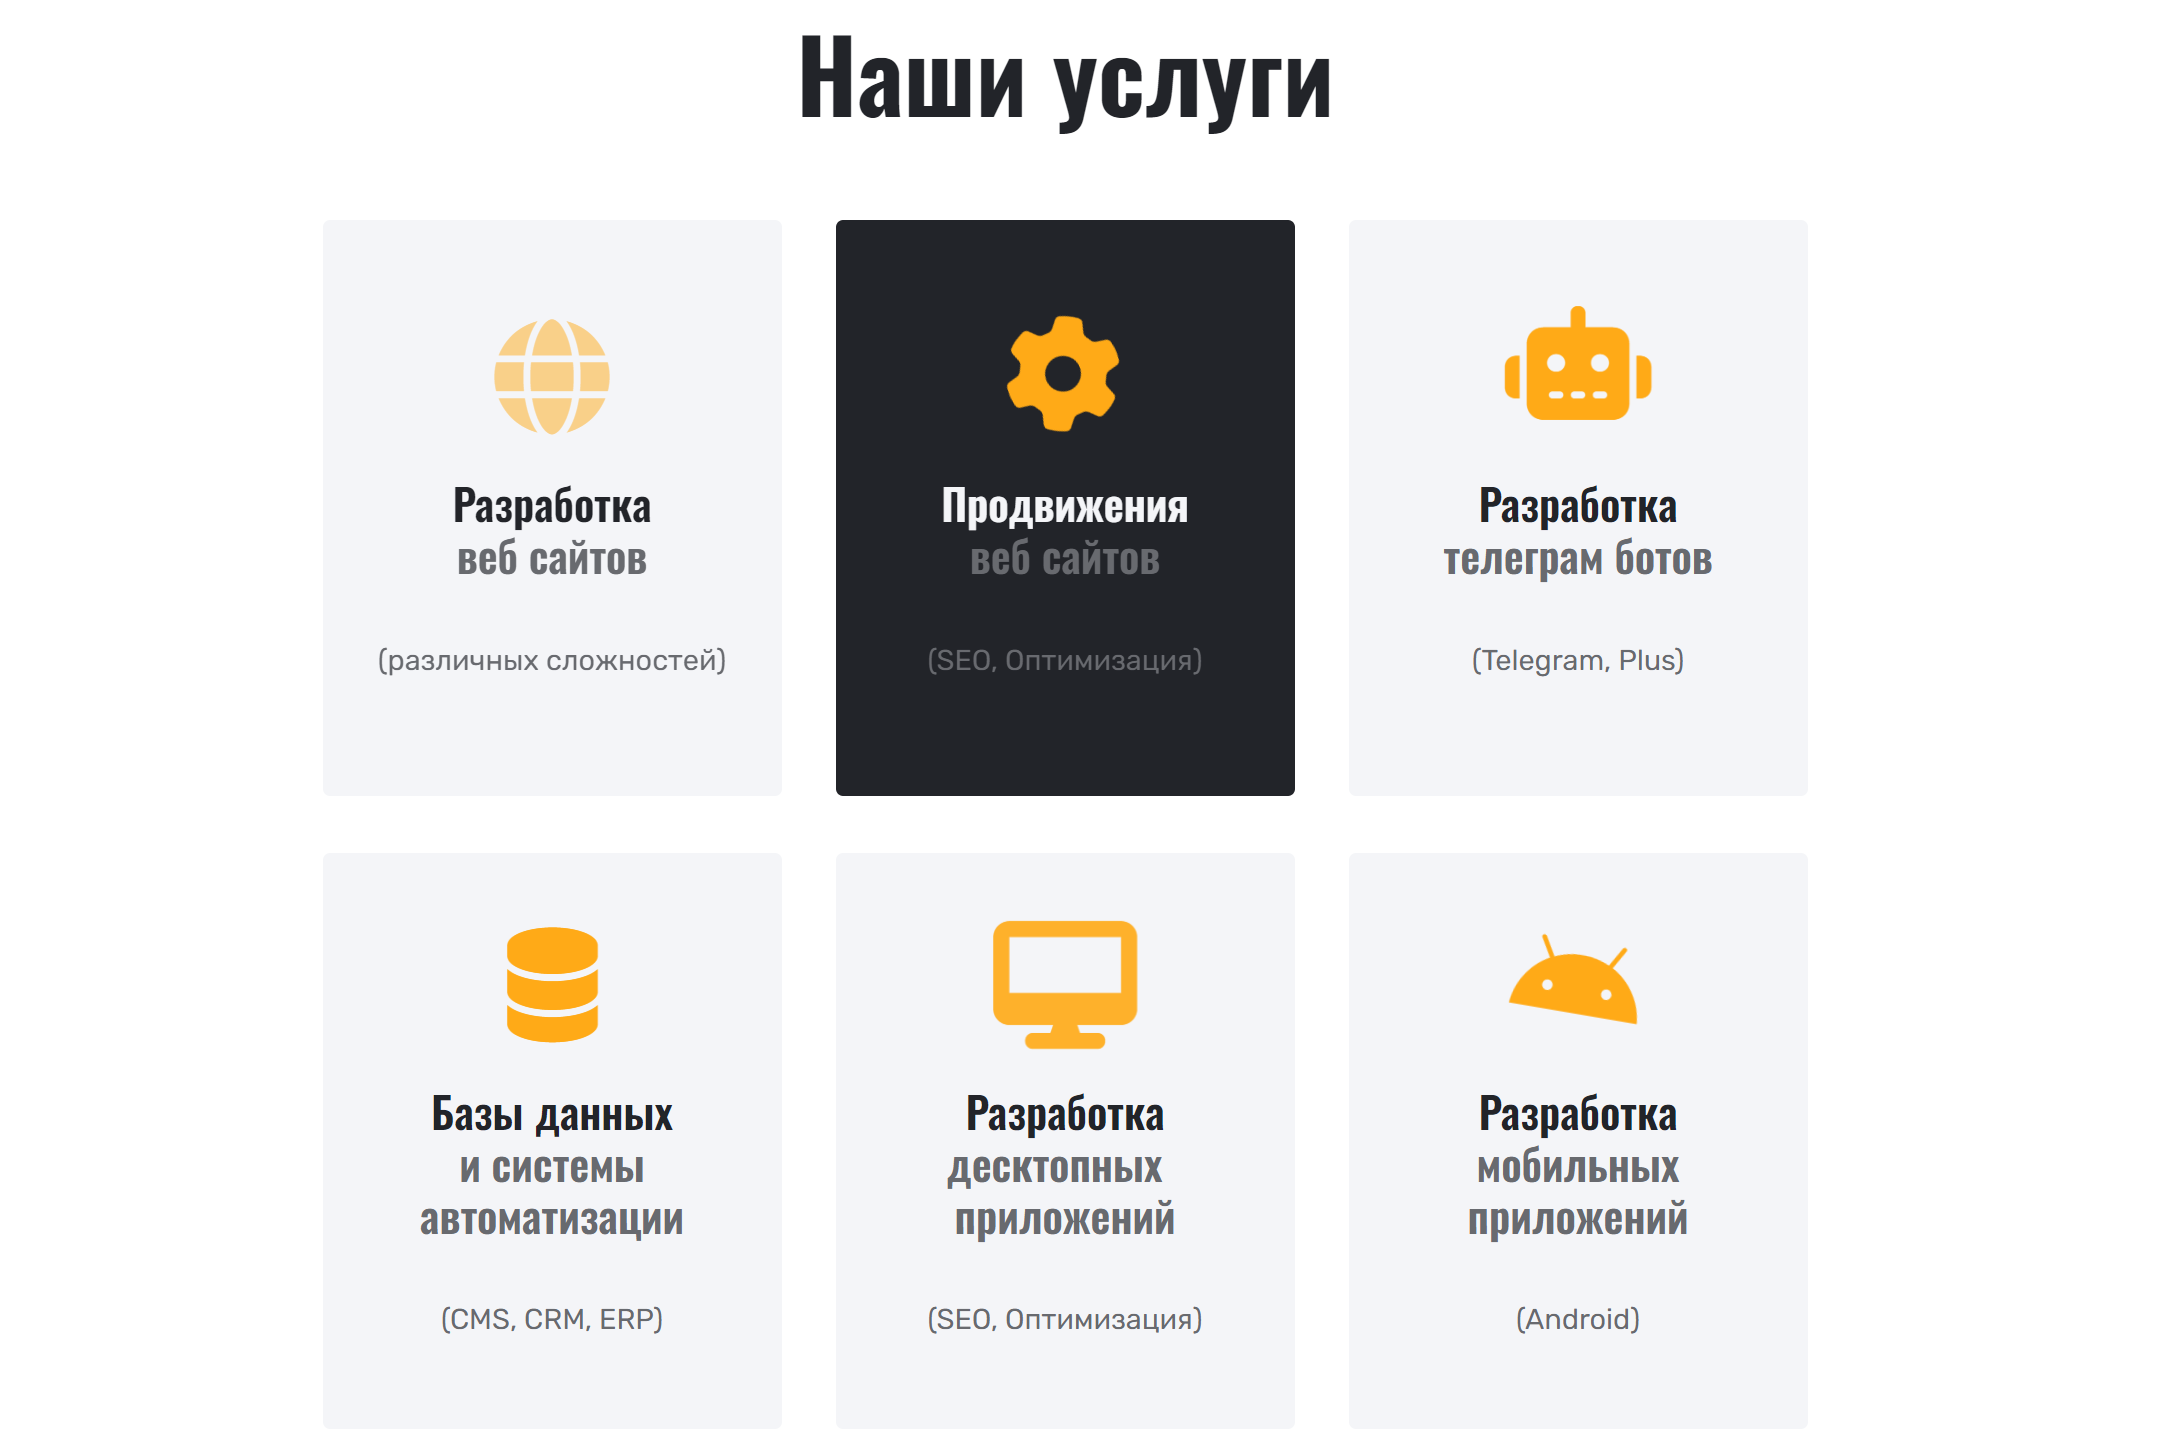 Наши услуги
Разработка
веб сайтов
(различных сложностей)
Продвижения
веб сайтов
(SEO, Оптимизация)
Разработка
телеграм ботов
(Telegram, Plus)
Базы данных
и системы
автоматизации
(CMS, CRM, ERP)
Разработка
десктопных
приложений
(SEO, Оптимизация)
Разработка
мобильных
приложений
(Android)